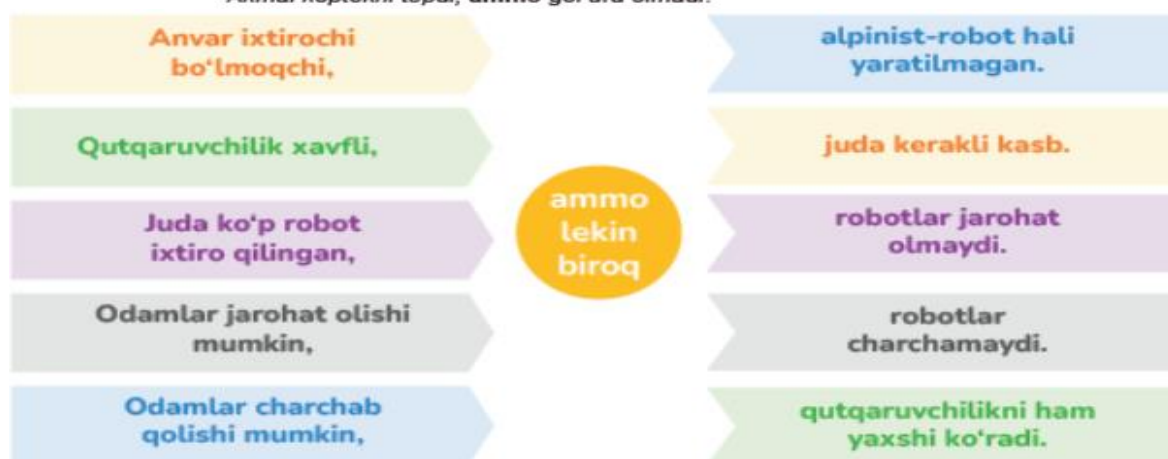 ammo
Anvar ixtirochi
bo‘lmoqchi,
Qutqaruvchilik xavfli,
Juda ko‘p robot
ixtiro qilingan,
Odamlar jarohat olishi
mumkin,
Odamlar charchab
qolishi mumkin,
ammo
lekin
biroq
alpinist-robot hali
yaratilmagan.
juda kerakli kasb.
robotlar jarohat
olmaydi.
robotlar
charchamaydi.
qutqaruvchilikni ham
yaxshi ko‘radi.